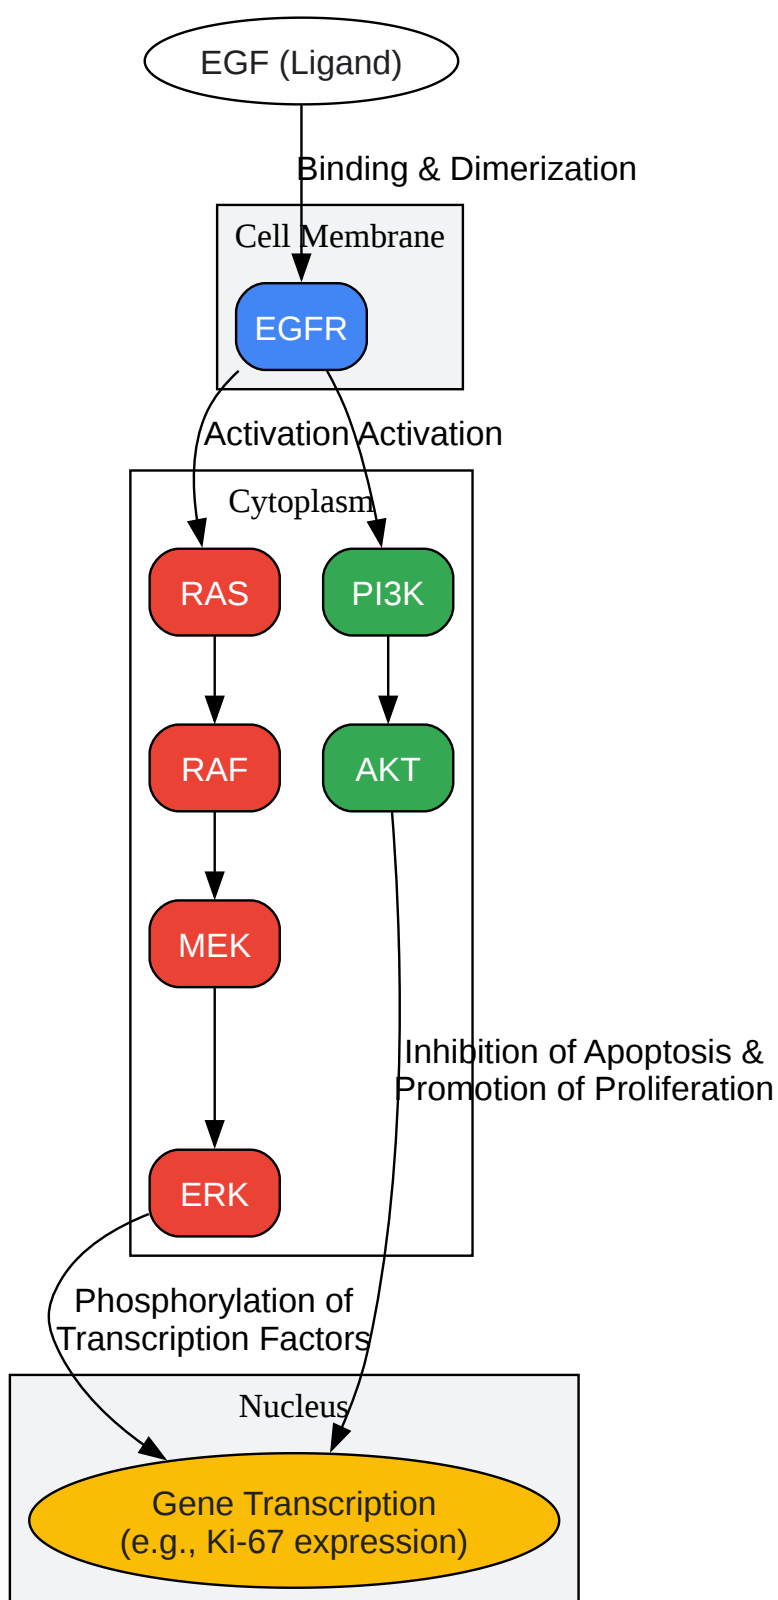 EGF (Ligand)
Binding & Dimerization
Cell Membrane
EGFR
Activation
Activation
Cytoplasm
RAS
PI3K
RAF
AKT
MEK
Inhibition of Apoptosis &
Promotion of Proliferation
ERK
Phosphorylation of
Transcription Factors
Nucleus
Gene Transcription
(e.g., Ki-67 expression)